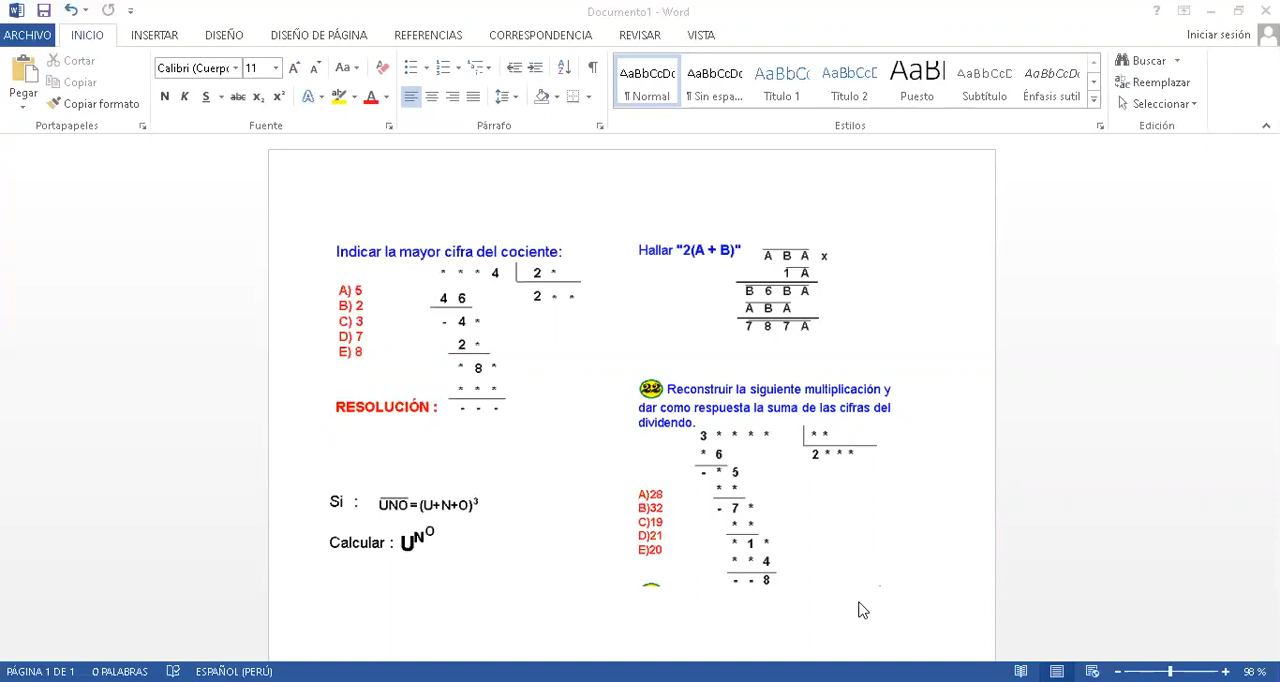 Documento1 - Word
?
ARCHIVO INICIO INSERTAR DISEÑO DISEÑO DE PÁGINA REFERENCIAS CORRESPONDENCIA REVISAR VISTA Iniciar sesión
Pegar
Cortar
Copiar
Copiar formato
Portapapeles
Calibri (Cuerpo 11
Aa
N K S abc x₂ x²
A A
Fuente
Párrafo
AaBbCcDc AaBbCcDc AaBbCc AaBbCcD AaBl AaBbCcD AaBbCcDc
¶ Normal ¶ Sin espa... Título 1 Título 2 Puesto Subtítulo Énfasis sutil
Estilos
Buscar
Reemplazar
Seleccionar
Edición
Indicar la mayor cifra del cociente:
* * * 4 2 *
4 6 2 * *
- 4 *
2 *
* 8 *
* * *
- - -
A) 5
B) 2
C) 3
D) 7
E) 8
RESOLUCIÓN :
Si : UNO = (U+N+O)³
Calcular : U^N^O
Hallar "2(A + B)"
A B A x
1 A
B 6 B A
A B A
7 8 7 A
22 Reconstruir la siguiente multiplicación y
dar como respuesta la suma de las cifras del
dividendo.
3 * * * * * *
* 6 2 * * *
- * 5
* *
- 7 *
* *
* 1 *
* * 4
- - 8
A)28
B)32
C)19
D)21
E)20
PÁGINA 1 DE 1 0 PALABRAS ESPAÑOL (PERÚ) 98 %